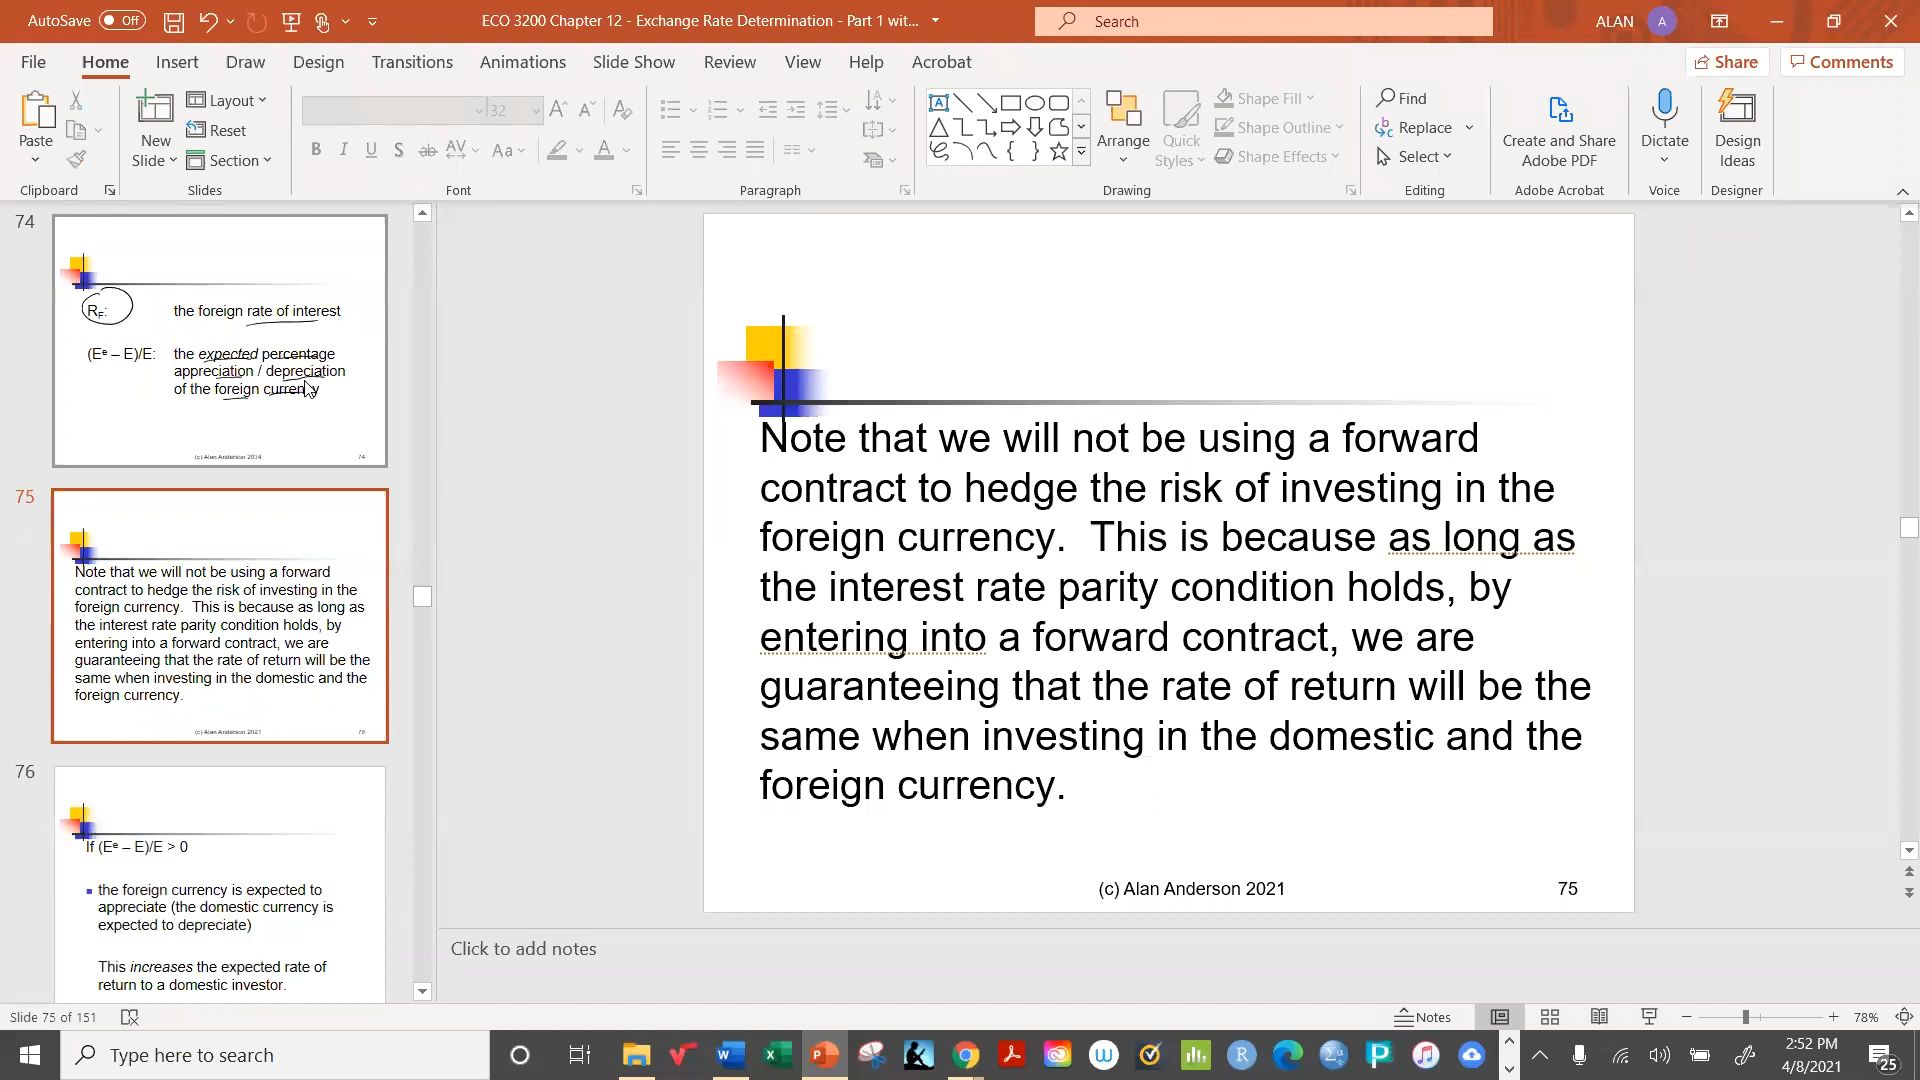 AutoSave Off
ECO 3200 Chapter 12 - Exchange Rate Determination - Part 1 wit...
Search
ALAN A
File Home Insert Draw Design Transitions Animations Slide Show Review View Help Acrobat
Share Comments
Paste
New Slide
Layout
Reset
Section
32
B I U S ab AV Aa A
Arrange
Quick Styles
Shape Fill
Shape Outline
Shape Effects
Find
Replace
Select
Create and Share Adobe PDF
Dictate
Design Ideas
Clipboard Slides Font Paragraph Drawing Editing Adobe Acrobat Voice Designer
74
RF: the foreign rate of interest
(Eᵉ – E)/E: the expected percentage
appreciation / depreciation
of the foreign currency
(c) Alan Anderson 2014 74
75
Note that we will not be using a forward
contract to hedge the risk of investing in the
foreign currency. This is because as long as
the interest rate parity condition holds, by
entering into a forward contract, we are
guaranteeing that the rate of return will be the
same when investing in the domestic and the
foreign currency.
(c) Alan Anderson 2021 75
76
If (Eᵉ – E)/E > 0
the foreign currency is expected to
appreciate (the domestic currency is
expected to depreciate)
This increases the expected rate of
return to a domestic investor.
Note that we will not be using a forward
contract to hedge the risk of investing in the
foreign currency. This is because as long as
the interest rate parity condition holds, by
entering into a forward contract, we are
guaranteeing that the rate of return will be the
same when investing in the domestic and the
foreign currency.
(c) Alan Anderson 2021 75
Click to add notes
Slide 75 of 151
Notes
78%
Type here to search
2:52 PM
4/8/2021
25